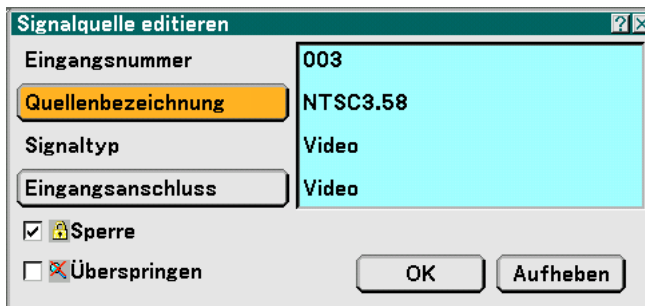 Signalquelle editieren
Eingangsnummer 003
Quellenbezeichnung NTSC3.58
Signaltyp Video
Eingangsanschluss Video
Sperre
Überspringen
OK Aufheben